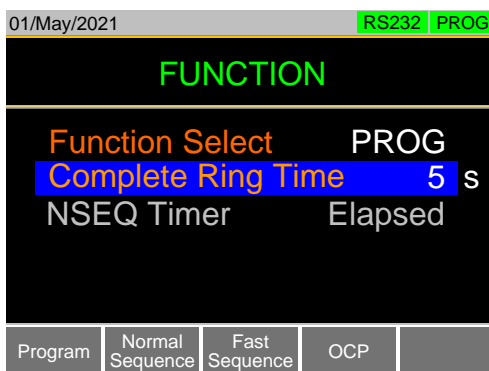 01/May/2021 RS232 PROG
FUNCTION
Function Select PROG
Complete Ring Time 5 s
NSEQ Timer Elapsed
Program Normal Sequence Fast Sequence OCP